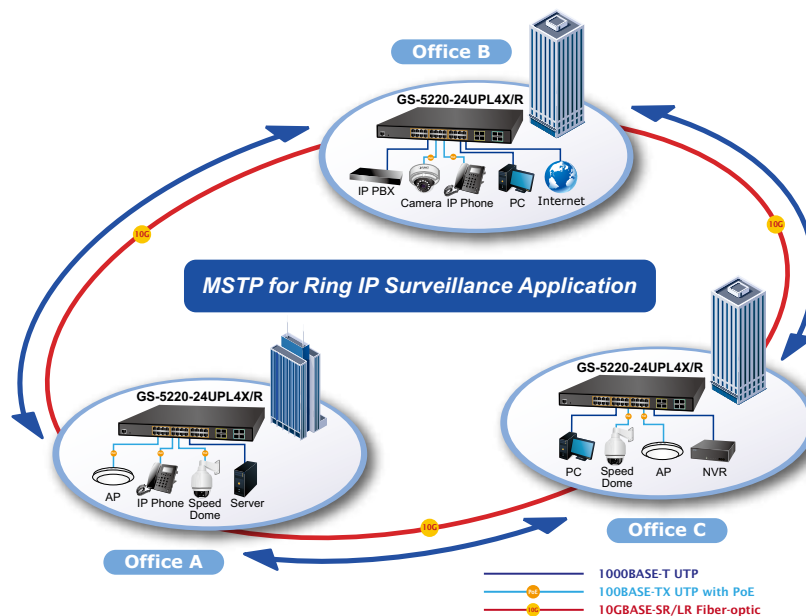 Office B
GS-5220-24UPL4X/R
IP PBX
Camera
IP Phone
PC
Internet
10G
10G
MSTP for Ring IP Surveillance Application
GS-5220-24UPL4X/R
AP
IP Phone
Speed
Dome
Server
GS-5220-24UPL4X/R
PC
Speed
Dome
AP
NVR
10G
Office A
Office C
1000BASE-T UTP
PoE
100BASE-TX UTP with PoE
10G
10GBASE-SR/LR Fiber-optic